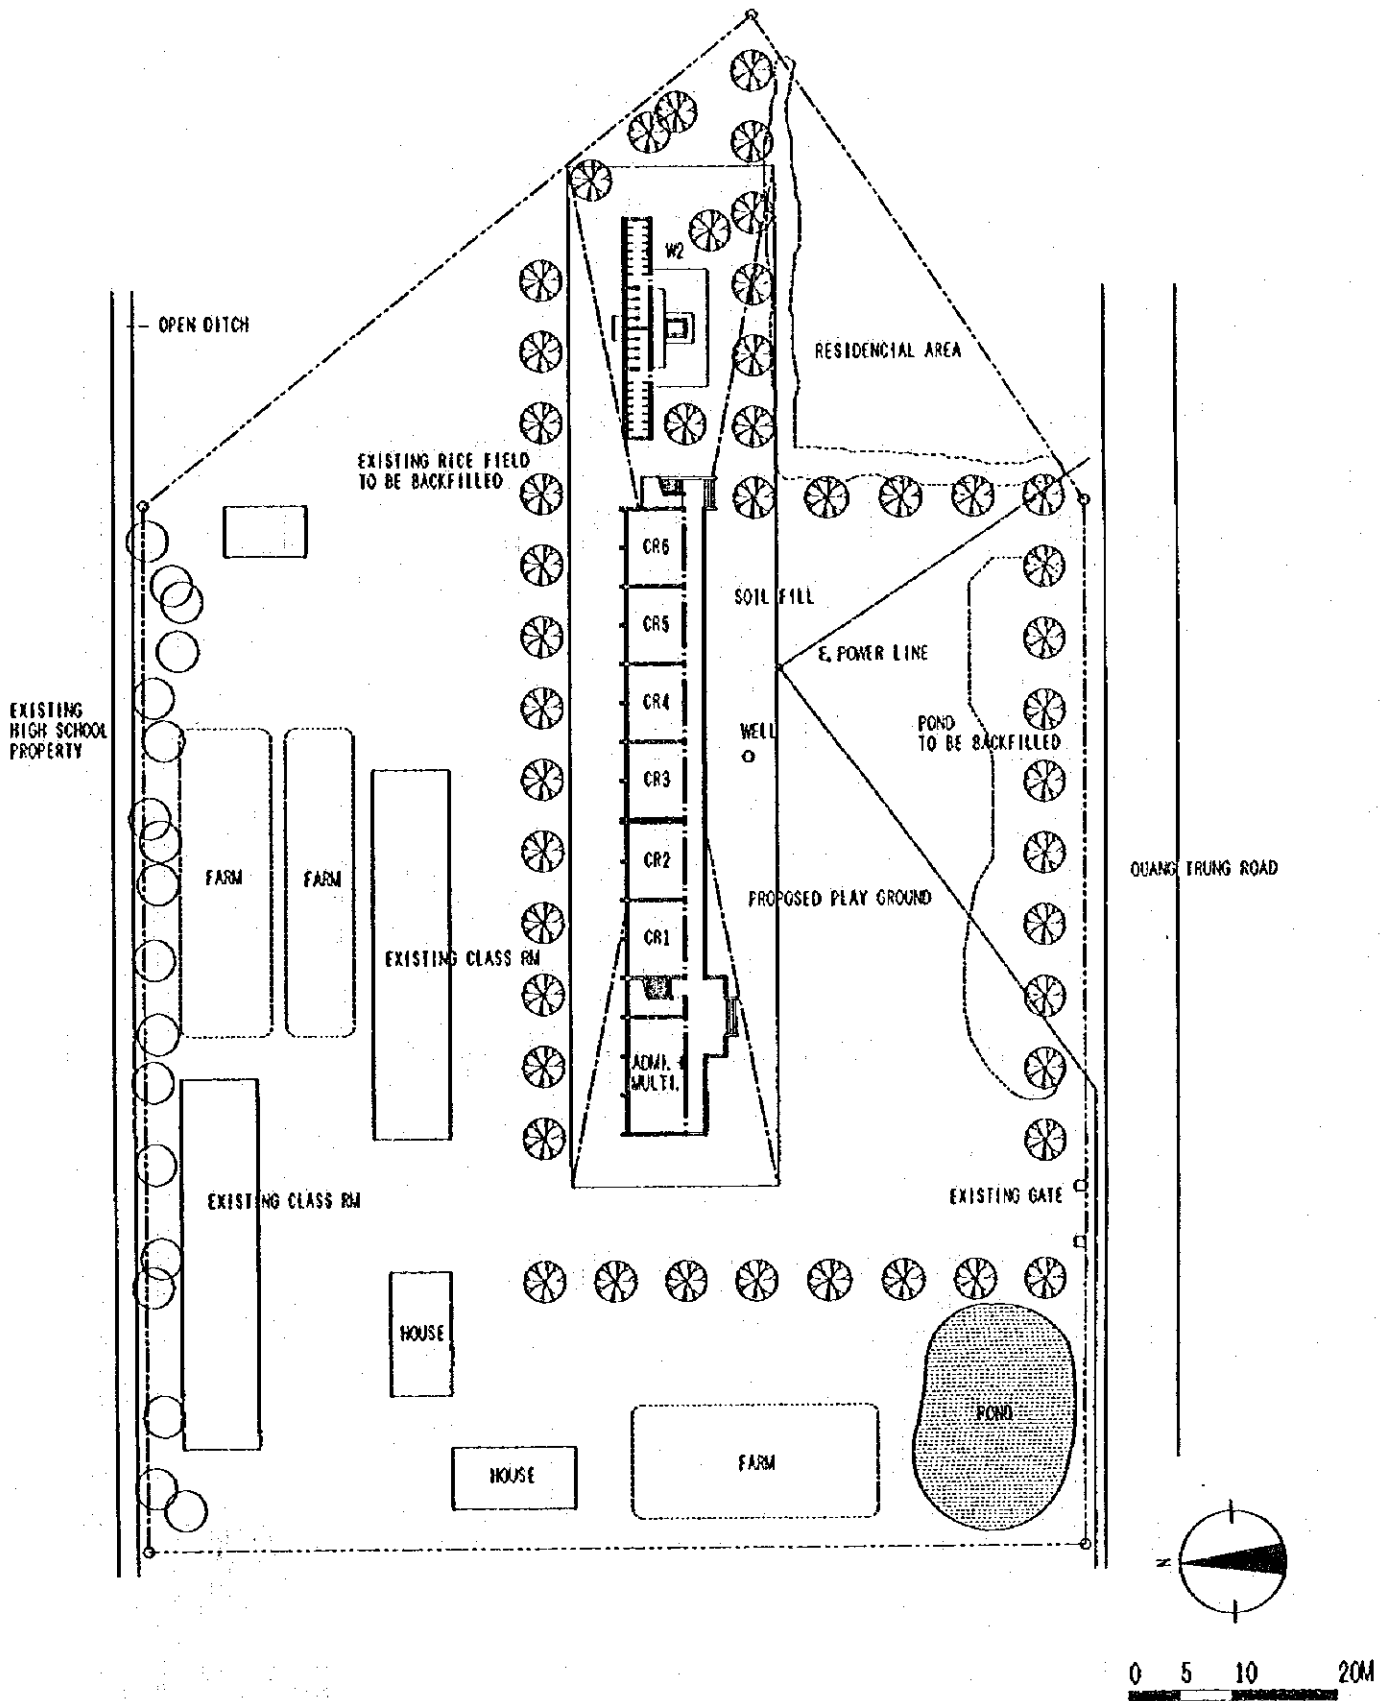 W2
OPEN DITCH
RESIDENCIAL AREA
EXISTING RICE FIELD
TO BE BACKFILLED
CR6
SOIL FILL
CR5
E. POWER LINE
EXISTING
HIGH SCHOOL
PROPERTY
CR4
WELL
POND
TO BE BACKFILLED
CR3
FARM
FARM
CR2
QUANG TRUNG ROAD
PROPOSED PLAY GROUND
CR1
EXISTING CLASS RM
ADMI.
MULTI.
EXISTING CLASS RM
EXISTING GATE
HOUSE
POND
HOUSE
FARM
N
0 5 10 20M